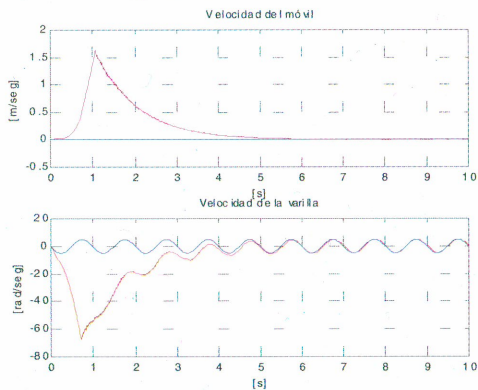 Velocidad del móvil
[m/seg]
2
1.5
1
0.5
0
-0.5
0 1 2 3 4 5 6 7 8 9 10
[s]
Velocidad de la varilla
[rad/seg]
20
0
-20
-40
-60
-80
0 1 2 3 4 5 6 7 8 9 10
[s]